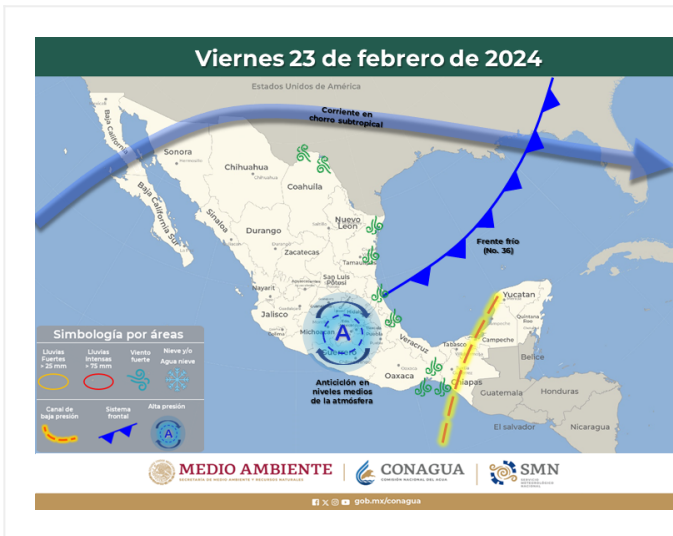 Viernes 23 de febrero de 2024
Estados Unidos de América
Corriente en
chorro subtropical
Baja California
Sonora
Chihuahua
Chihuahua
Coahuila
Baja California Sur
Sinaloa
Nuevo
León
Durango
Frente frío
(No. 36)
Zacatecas
Tamaulipas
San Luis
Potosí
Nayarit
Yucatan
Jalisco
Quintana
Roo
A
Michoacán
Campeche
Guerrero
Veracruz
Tabasco
Belice
Oaxaca
Chiapas
Anticiclón en
niveles medios
de la atmósfera
Guatemala
Honduras
El salvador
Nicaragua
Simbología por áreas
Lluvias
Fuertes
> 25 mm
Lluvias
Intensas
> 75 mm
Viento
fuerte
Nieve y/o
Agua nieve
Canal de
baja presión
Sistema
frontal
Alta presión
A
MEDIO AMBIENTE
SECRETARÍA DE MEDIO AMBIENTE Y RECURSOS NATURALES
CONAGUA
COMISIÓN NACIONAL DEL AGUA
SMN
SERVICIO
METEOROLÓGICO
NACIONAL
gob.mx/conagua